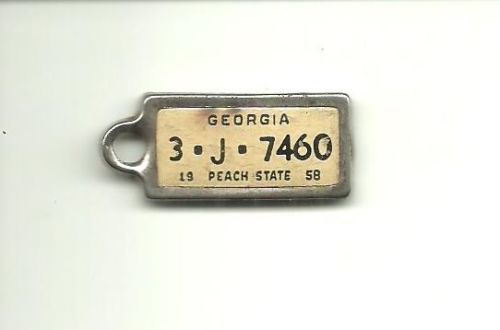 GEORGIA
3·J·7460
19 PEACH STATE 58